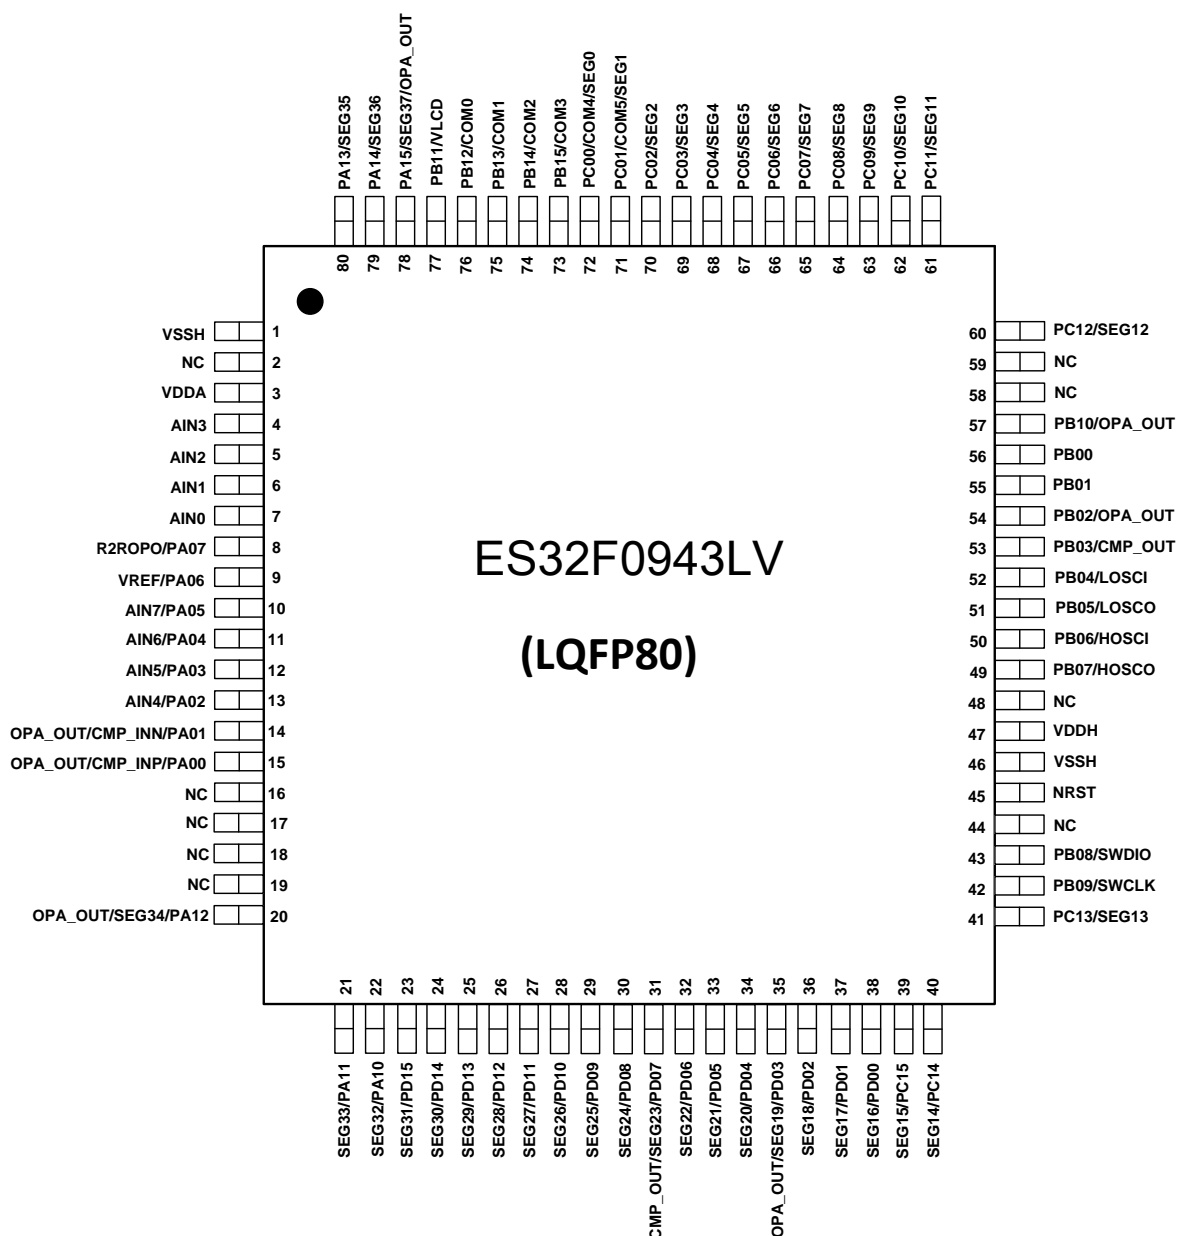 PA13/SEG35
PA14/SEG36
PA15/SEG37/OPA_OUT
PB11/VLCD
PB12/COM0
PB13/COM1
PB14/COM2
PB15/COM3
PC00/COM4/SEG0
PC01/COM5/SEG1
PC02/SEG2
PC03/SEG3
PC04/SEG4
PC05/SEG5
PC06/SEG6
PC07/SEG7
PC08/SEG8
PC09/SEG9
PC10/SEG10
PC11/SEG11
80 79 78 77 76 75 74 73 72 71 70 69 68 67 66 65 64 63 62 61
VSSH 1
NC 2
VDDA 3
AIN3 4
AIN2 5
AIN1 6
AIN0 7
R2ROPO/PA07 8
VREF/PA06 9
AIN7/PA05 10
AIN6/PA04 11
AIN5/PA03 12
AIN4/PA02 13
OPA_OUT/CMP_INN/PA01 14
OPA_OUT/CMP_INP/PA00 15
NC 16
NC 17
NC 18
NC 19
OPA_OUT/SEG34/PA12 20
ES32F0943LV
(LQFP80)
60 PC12/SEG12
59 NC
58 NC
57 PB10/OPA_OUT
56 PB00
55 PB01
54 PB02/OPA_OUT
53 PB03/CMP_OUT
52 PB04/LOSCI
51 PB05/LOSCO
50 PB06/HOSCI
49 PB07/HOSCO
48 NC
47 VDDH
46 VSSH
45 NRST
44 NC
43 PB08/SWDIO
42 PB09/SWCLK
41 PC13/SEG13
21 22 23 24 25 26 27 28 29 30 31 32 33 34 35 36 37 38 39 40
SEG33/PA11
SEG32/PA10
SEG31/PD15
SEG30/PD14
SEG29/PD13
SEG28/PD12
SEG27/PD11
SEG26/PD10
SEG25/PD09
SEG24/PD08
CMP_OUT/SEG23/PD07
SEG22/PD06
SEG21/PD05
SEG20/PD04
OPA_OUT/SEG19/PD03
SEG18/PD02
SEG17/PD01
SEG16/PD00
SEG15/PC15
SEG14/PC14